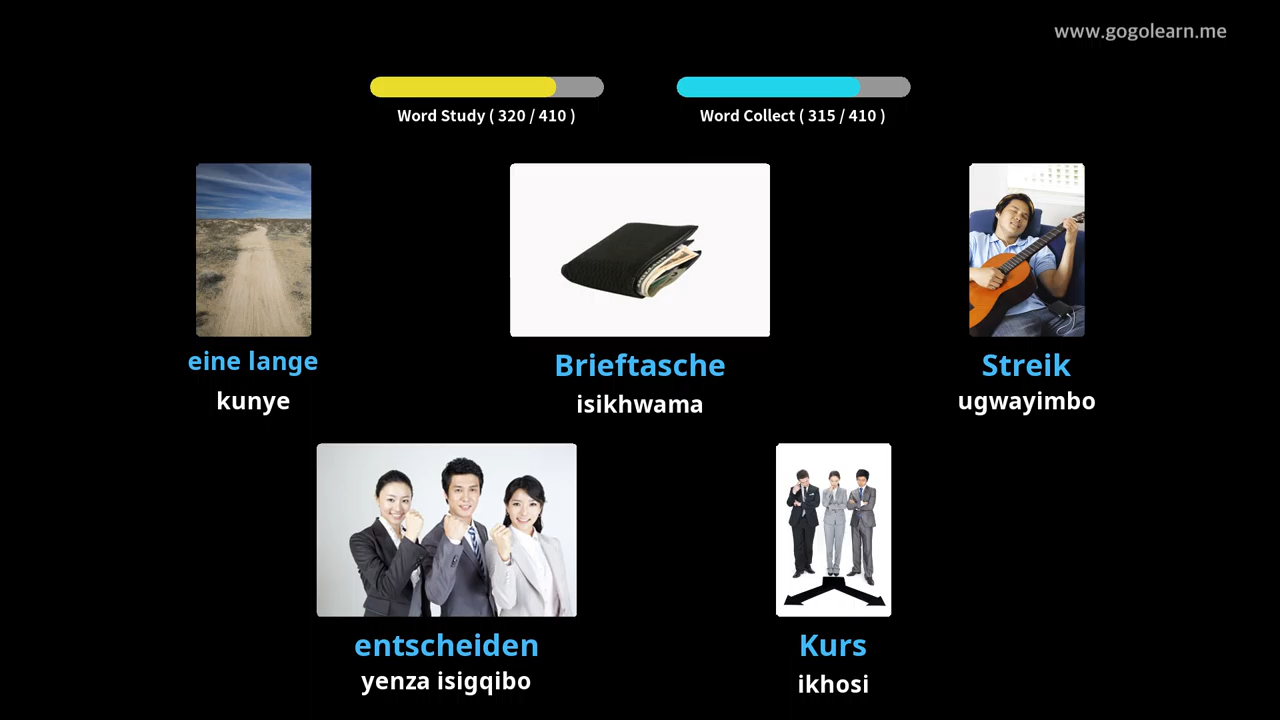 www.gogolearn.me
Word Study ( 320 / 410 )
Word Collect ( 315 / 410 )
eine lange
kunye
Brieftasche
isikhwama
Streik
ugwayimbo
entscheiden
yenza isigqibo
Kurs
ikhosi